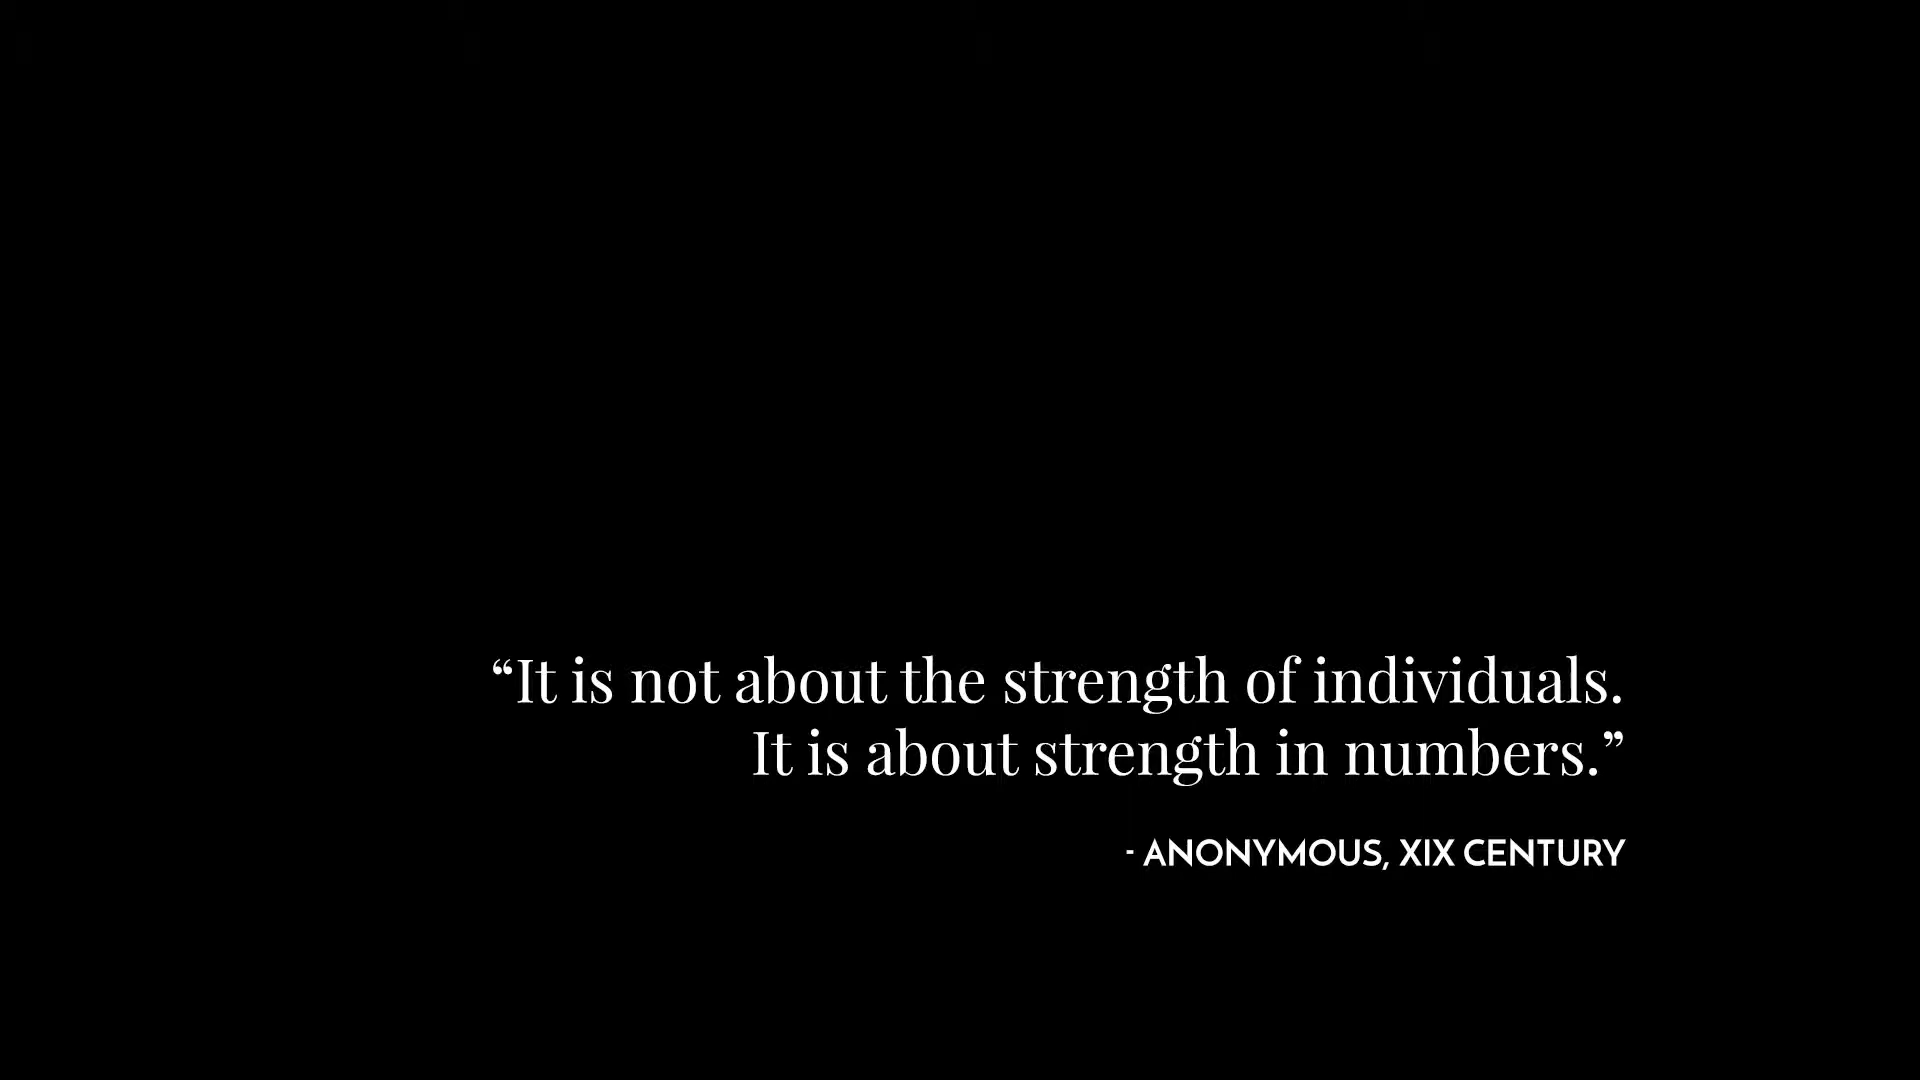 “It is not about the strength of individuals.
It is about strength in numbers.”
- ANONYMOUS, XIX CENTURY